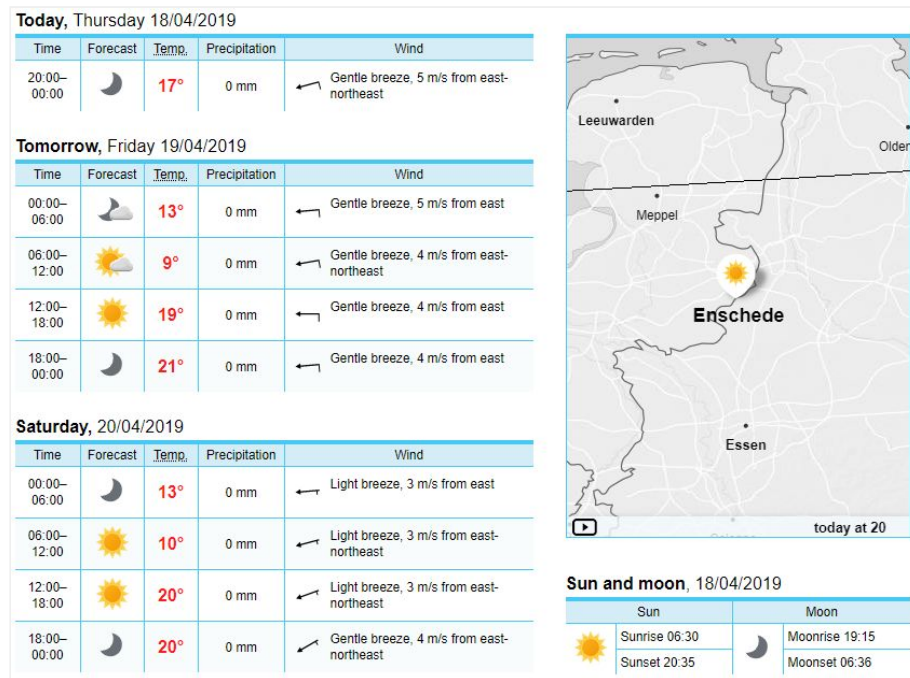 Today, Thursday 18/04/2019
Time Forecast Temp. Precipitation Wind
20:00–
00:00
17°
0 mm
Gentle breeze, 5 m/s from east-
northeast
Tomorrow, Friday 19/04/2019
Time Forecast Temp. Precipitation Wind
00:00–
06:00
13°
0 mm
Gentle breeze, 5 m/s from east
06:00–
12:00
9°
0 mm
Gentle breeze, 4 m/s from east-
northeast
12:00–
18:00
19°
0 mm
Gentle breeze, 4 m/s from east
18:00–
00:00
21°
0 mm
Gentle breeze, 4 m/s from east
Saturday, 20/04/2019
Time Forecast Temp. Precipitation Wind
00:00–
06:00
13°
0 mm
Light breeze, 3 m/s from east
06:00–
12:00
10°
0 mm
Light breeze, 3 m/s from east-
northeast
12:00–
18:00
20°
0 mm
Light breeze, 3 m/s from east-
northeast
18:00–
00:00
20°
0 mm
Gentle breeze, 4 m/s from east-
northeast
Leeuwarden
Olden
Meppel
Enschede
Essen
today at 20
Sun and moon, 18/04/2019
Sun Moon
Sunrise 06:30 Moonrise 19:15
Sunset 20:35 Moonset 06:36